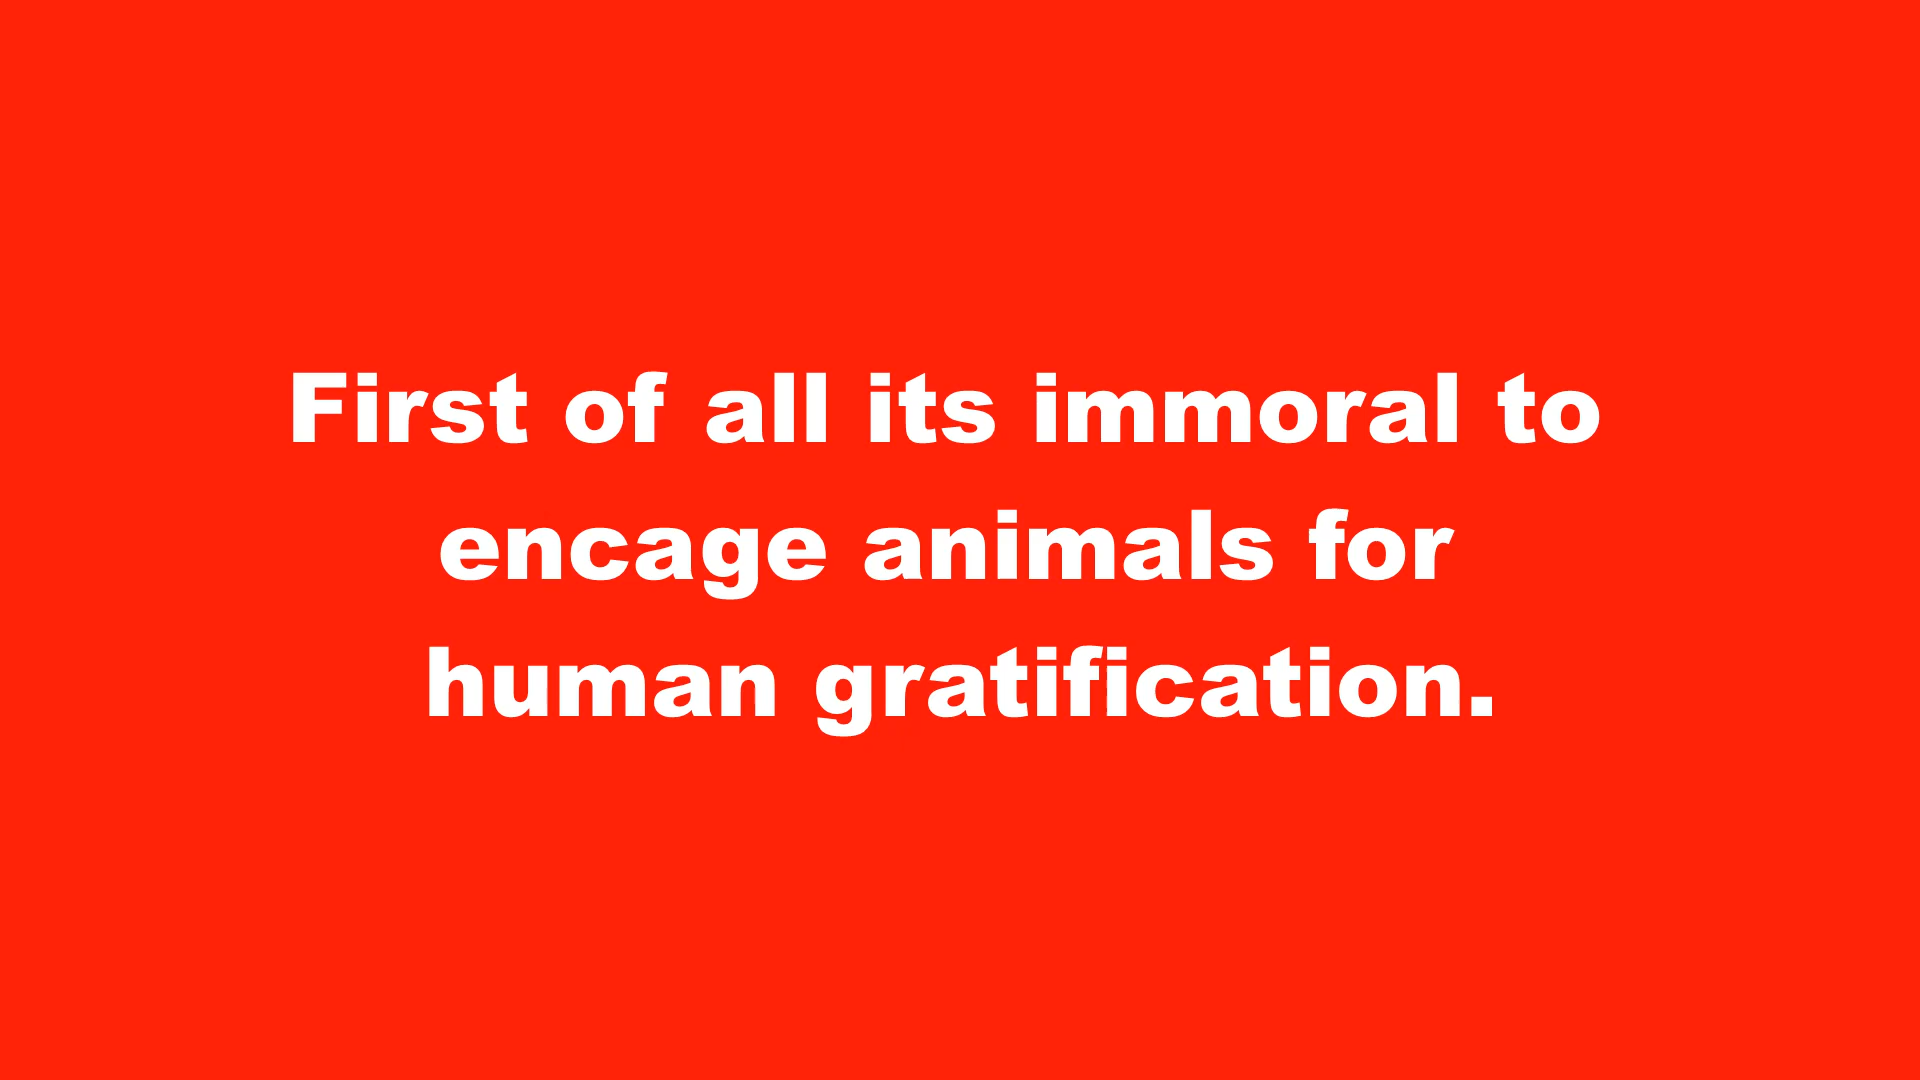 First of all its immoral to
encage animals for
human gratification.